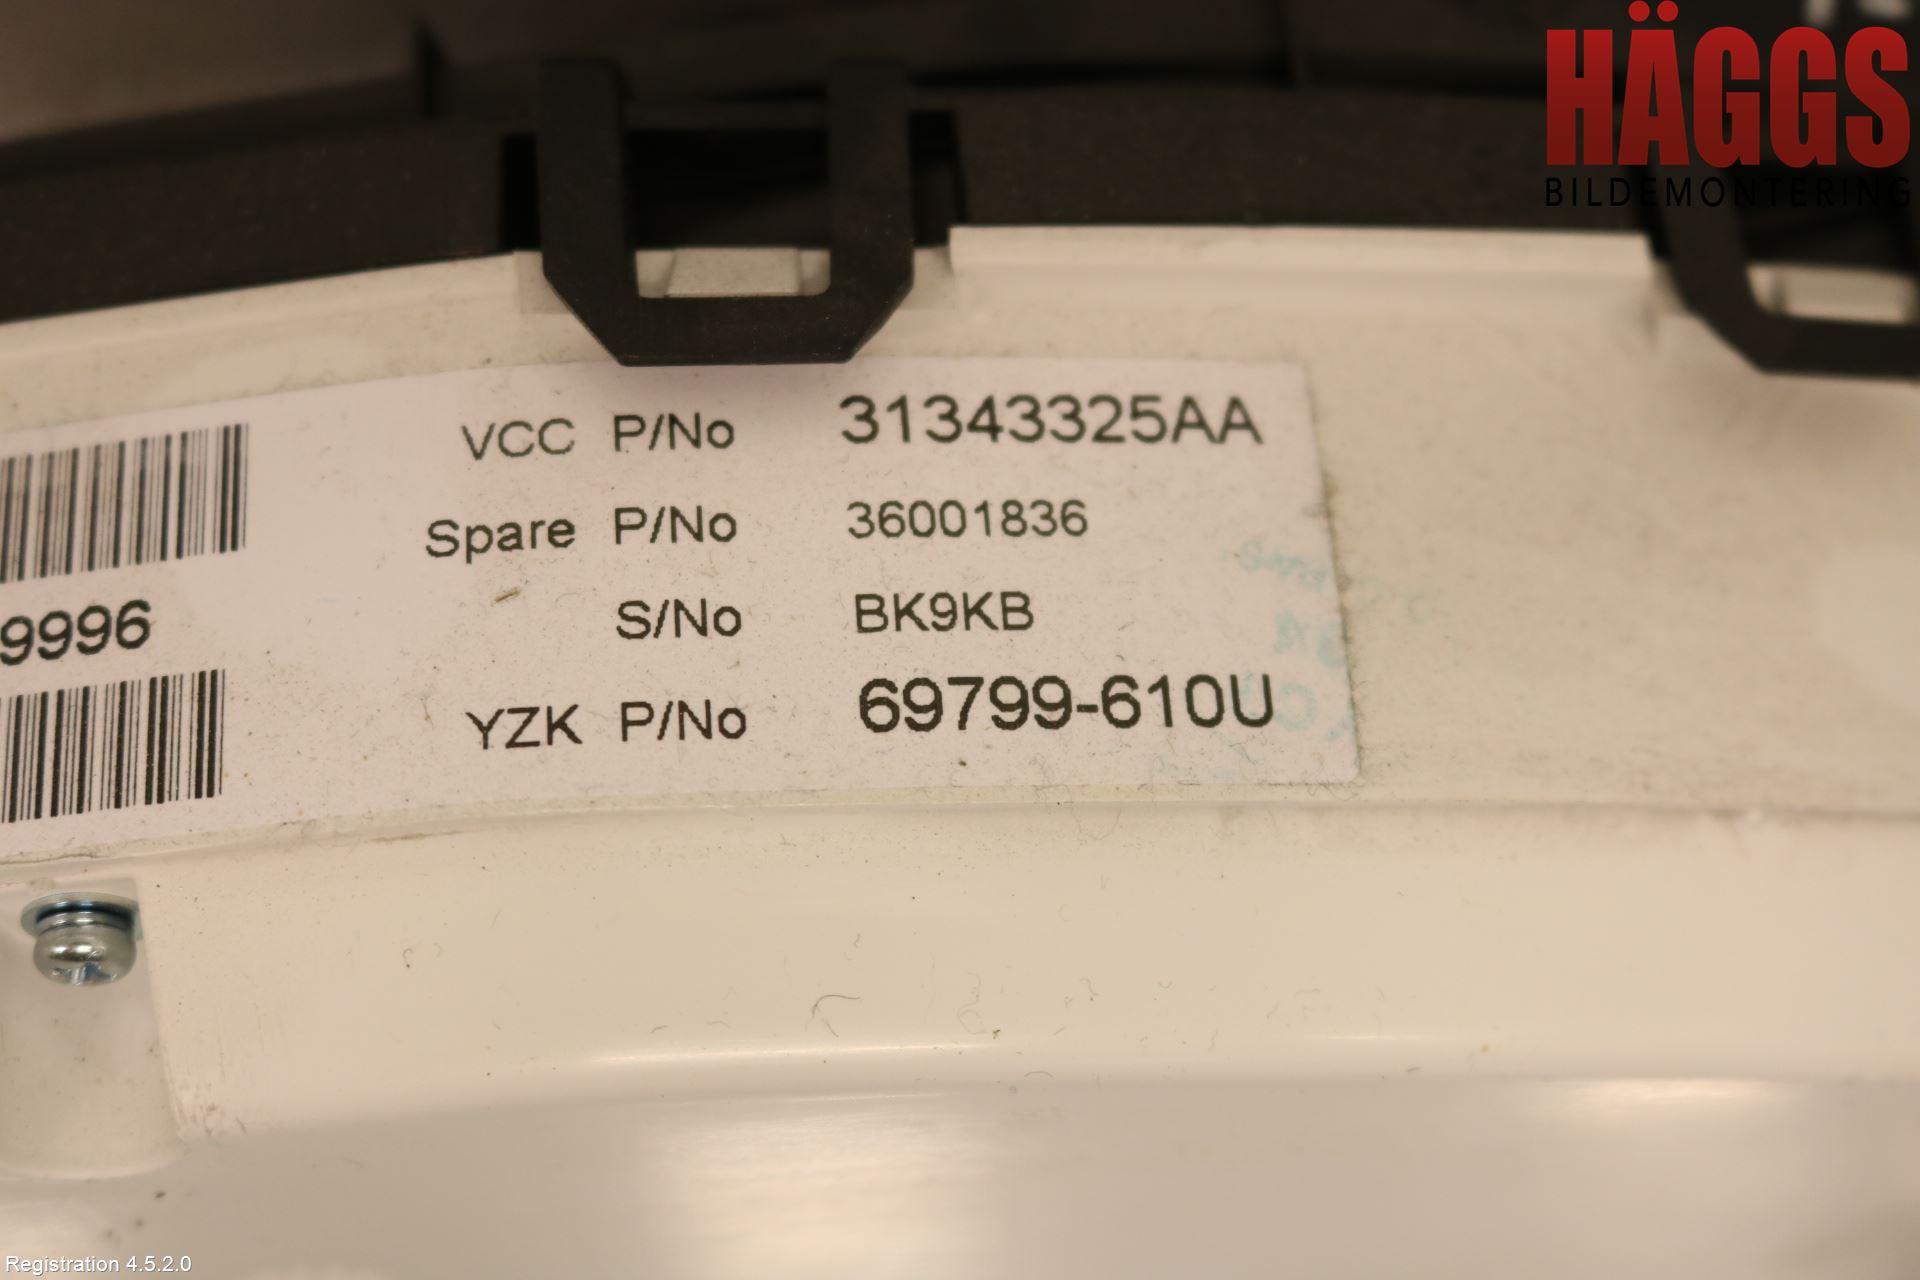 HÄGGS
BILDEMONTERING
VCC P/No 31343325AA
Spare P/No 36001836
9996
S/No BK9KB
YZK P/No 69799-610U
Registration 4.5.2.0